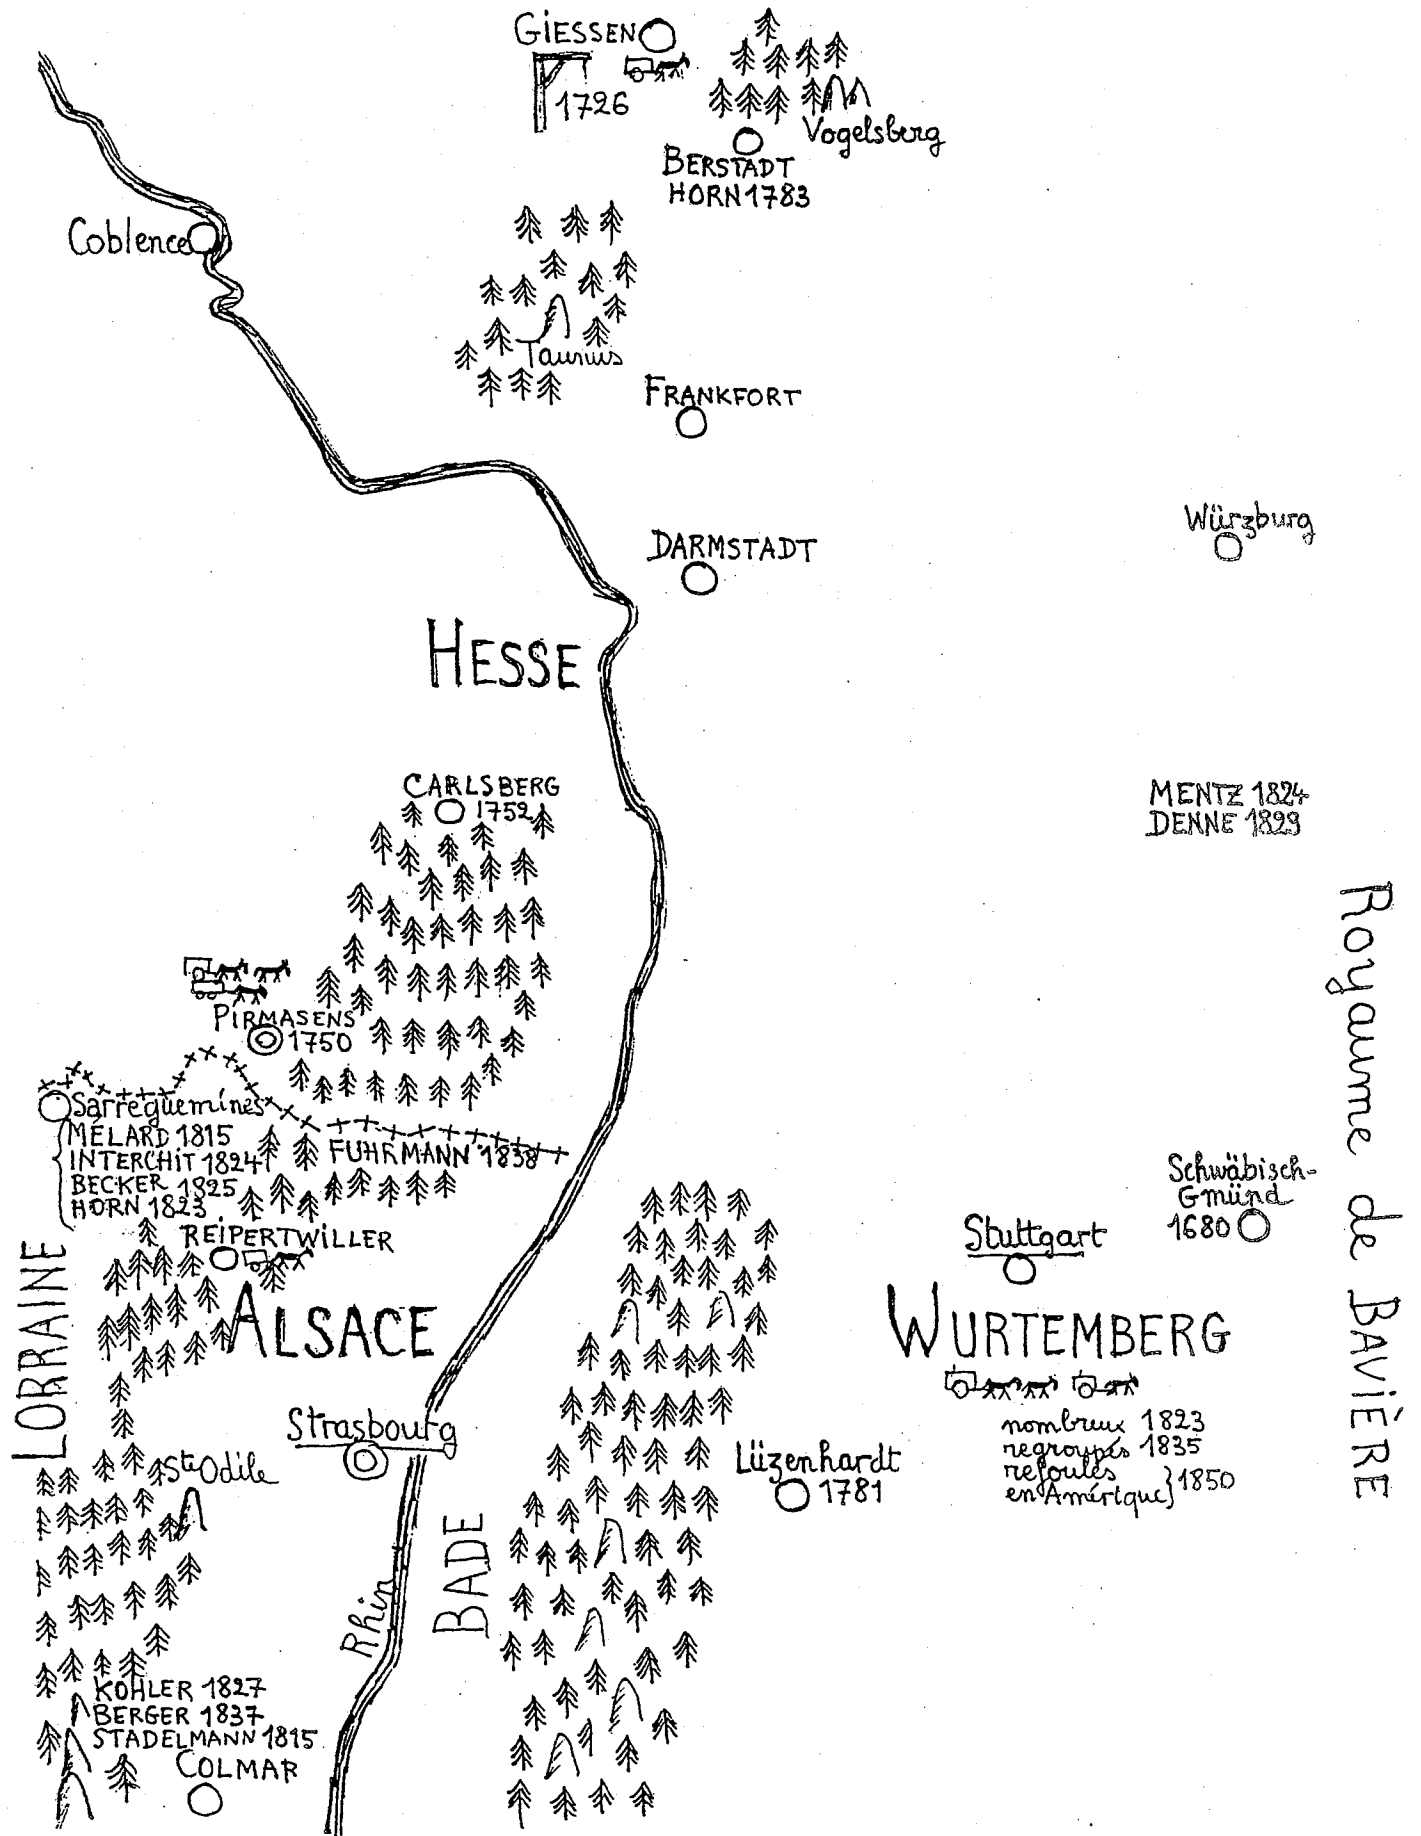 GIESSEN
1726
Vogelsberg
BERSTADT
HORN 1783
Coblence
Taunus
FRANKFORT
Würzburg
DARMSTADT
HESSE
CARLSBERG
1752
MENTZ 1824
DENNE 1829
Royaume de BAVIÈRE
PIRMASENS
1750
Sarreguemines
MÉLARD 1815
INTERCHIT 1824
BECKER 1825
HORN 1823
FUHRMANN 1838
Schwäbisch-
Gmünd
1680
REIPERTWILLER
Stuttgart
LORRAINE
ALSACE
WURTEMBERG
nombreux 1823
regroupés 1835
refoulés
en Amérique} 1850
Strasbourg
Lüzenhardt
1781
Ste Odile
BADE
Rhin
KOHLER 1827
BERGER 1837
STADELMANN 1815
COLMAR